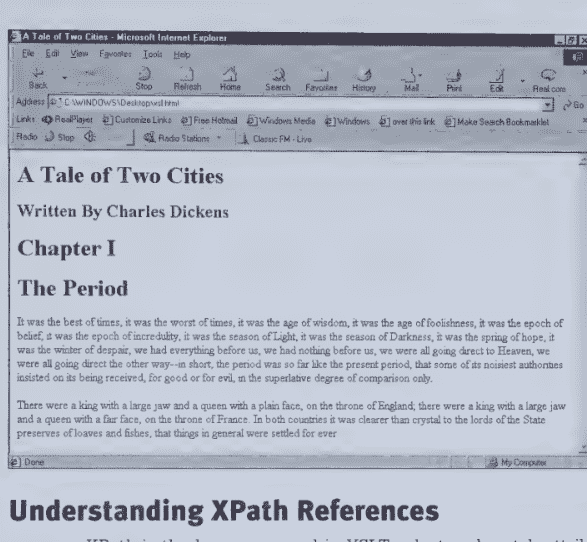 A Tale of Two Cities - Microsoft Internet Explorer
File Edit View Favorites Tools Help
Back Stop Refresh Home Search Favorites History Mail Print Edit Real.com
Address C:\WINDOWS\Desktop\xsl.html Go
Links RealPlayer Customize Links Free Hotmail Windows Media Windows over this link Make Search Bookmarklet
Radio Stop Radio Stations Classic FM - Live
A Tale of Two Cities
Written By Charles Dickens
Chapter I
The Period
It was the best of times, it was the worst of times, it was the age of wisdom, it was the age of foolishness, it was the epoch of
belief, it was the epoch of incredulity, it was the season of Light, it was the season of Darkness, it was the spring of hope, it
was the winter of despair, we had everything before us, we had nothing before us, we were all going direct to Heaven, we
were all going direct the other way--in short, the period was so far like the present period, that some of its noisiest authorities
insisted on its being received, for good or for evil, in the superlative degree of comparison only.
There were a king with a large jaw and a queen with a plain face, on the throne of England; there were a king with a large jaw
and a queen with a fair face, on the throne of France. In both countries it was clearer than crystal to the lords of the State
preserves of loaves and fishes, that things in general were settled for ever
Done My Computer
Understanding XPath References